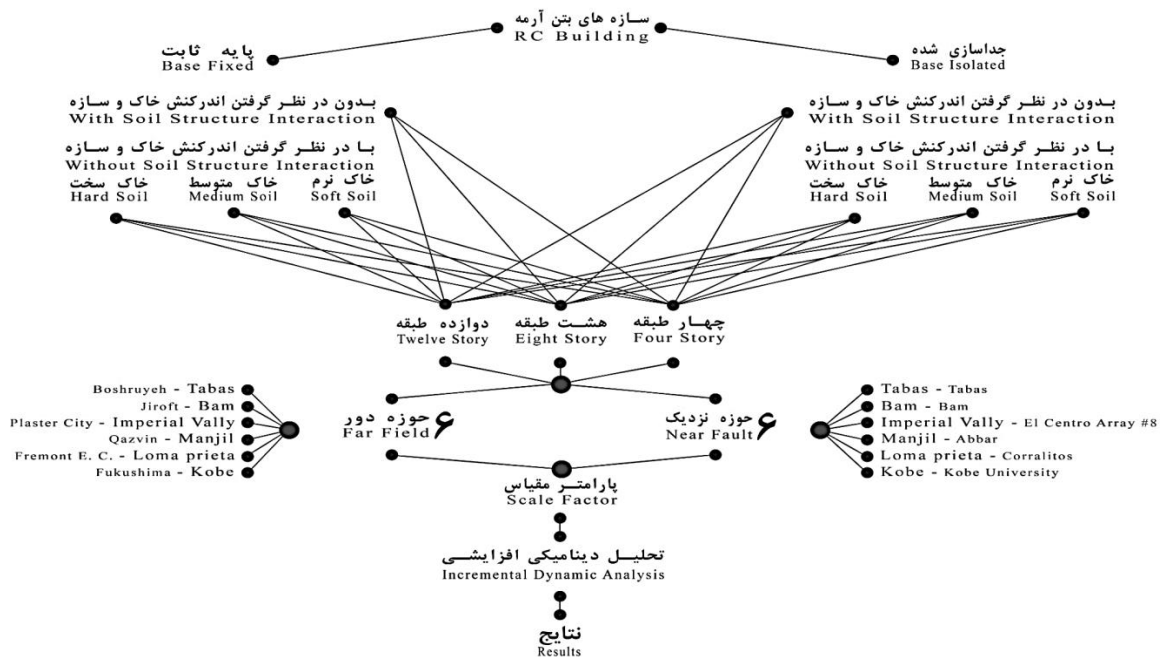 سازه های بتن آرمه
RC Building
پایه ثابت
Base Fixed
جداسازی شده
Base Isolated
بدون در نظر گرفتن اندرکنش خاک و سازه
With Soil Structure Interaction
بدون در نظر گرفتن اندرکنش خاک و سازه
With Soil Structure Interaction
با در نظر گرفتن اندرکنش خاک و سازه
Without Soil Structure Interaction
با در نظر گرفتن اندرکنش خاک و سازه
Without Soil Structure Interaction
خاک سخت
Hard Soil
خاک متوسط
Medium Soil
خاک نرم
Soft Soil
خاک سخت
Hard Soil
خاک متوسط
Medium Soil
خاک نرم
Soft Soil
دوازده طبقه
Twelve Story
هشت طبقه
Eight Story
چهار طبقه
Four Story
Boshruyeh - Tabas
Jiroft - Bam
Plaster City - Imperial Vally
Qazvin - Manjil
Fremont E. C. - Loma prieta
Fukushima - Kobe
۶ حوزه دور
Far Field
۶ حوزه نزدیک
Near Fault
Tabas - Tabas
Bam - Bam
Imperial Vally - El Centro Array #8
Manjil - Abbar
Loma prieta - Corralitos
Kobe - Kobe University
پارامتر مقیاس
Scale Factor
تحلیل دینامیکی افزایشی
Incremental Dynamic Analysis
نتایج
Results